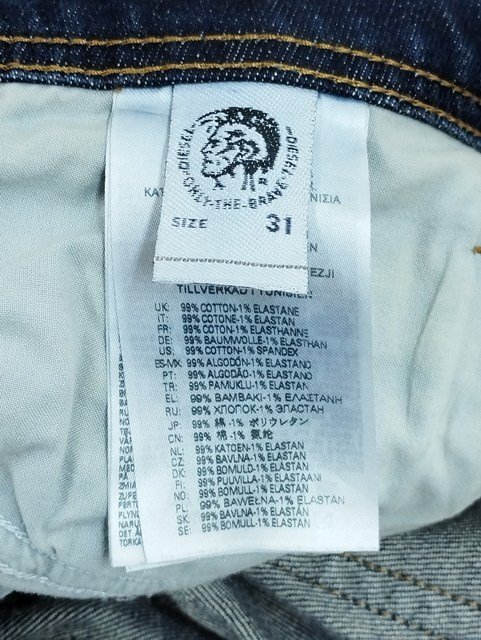 DIESEL
ONLY-THE-BRAVE
SIZE 31
ΚΑΤ
ΝΙΣΙΑ
EZJI
TILLVERKAD I TUNISIEN
UK: 99% COTTON-1% ELASTANE
IT: 99% COTONE-1% ELASTAN
FR: 99% COTON-1% ELASTHANNE
DE: 99% BAUMWOLLE-1% ELASTHAN
US: 99% COTTON-1% SPANDEX
ES-MX: 99% ALGODÓN-1% ELASTANO
PT: 99% ALGODÃO-1% ELASTANO
TR: 99% PAMUKLU-1% ELASTAN
EL: 99% ΒΑΜΒΑΚΙ-1% ΕΛΑΣΤΑΝΗ
RU: 99% ХЛОПОК-1% ЭЛАСТАН
JP: 99% 綿-1% ポリウレタン
CN: 99% 棉-1% 氨纶
NL: 99% KATOEN-1% ELASTAN
CZ: 99% BAVLNA-1% ELASTAN
DK: 99% BOMULD-1% ELASTAN
FI: 99% PUUVILLA-1% ELASTAANI
NO: 99% BOMULL-1% ELASTAN
PL: 99% BAWEŁNA-1% ELASTAN
SK: 99% BAVLNA-1% ELASTAN
SE: 99% BOMULL-1% ELASTAN